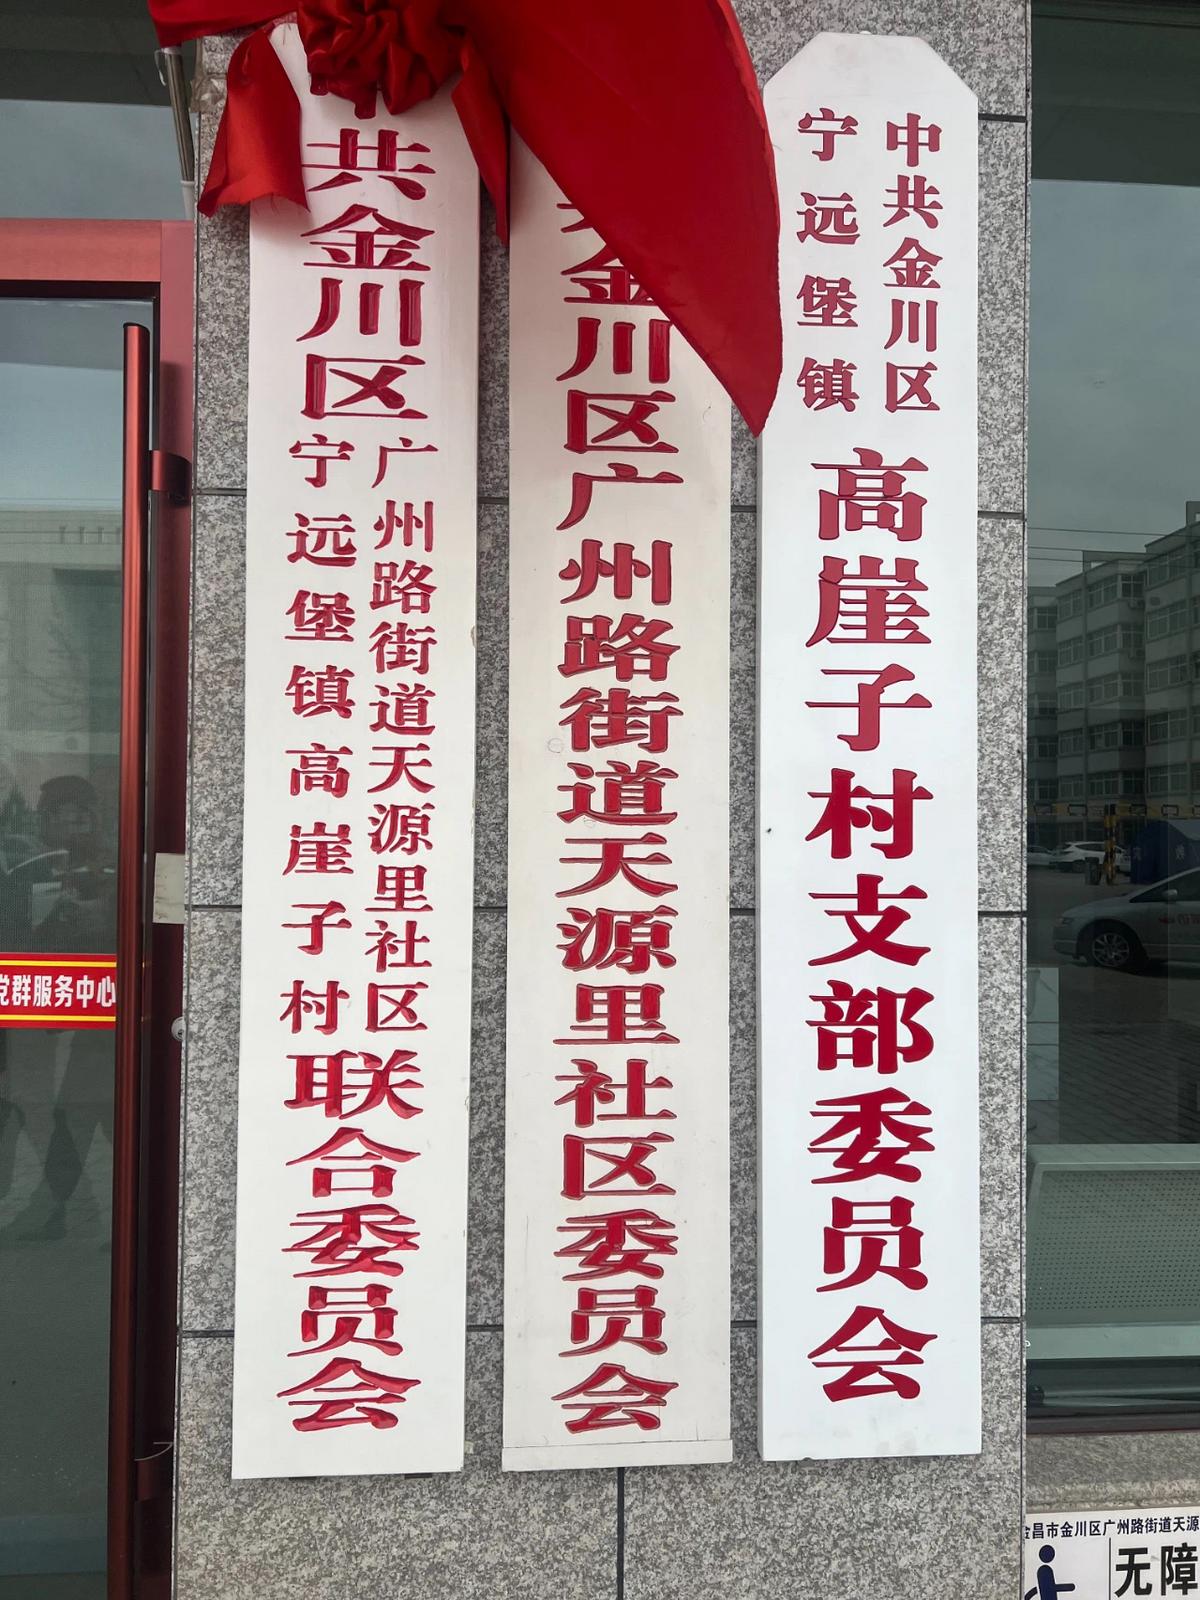 中共金川区
宁远堡镇
高崖子村支部委员会
金川区广州路街道天源里社区委员会
共金川区
广州路街道天源里社区
宁远堡镇高崖子村
联合委员会
党群服务中心
金昌市金川区广州路街道天源
无障